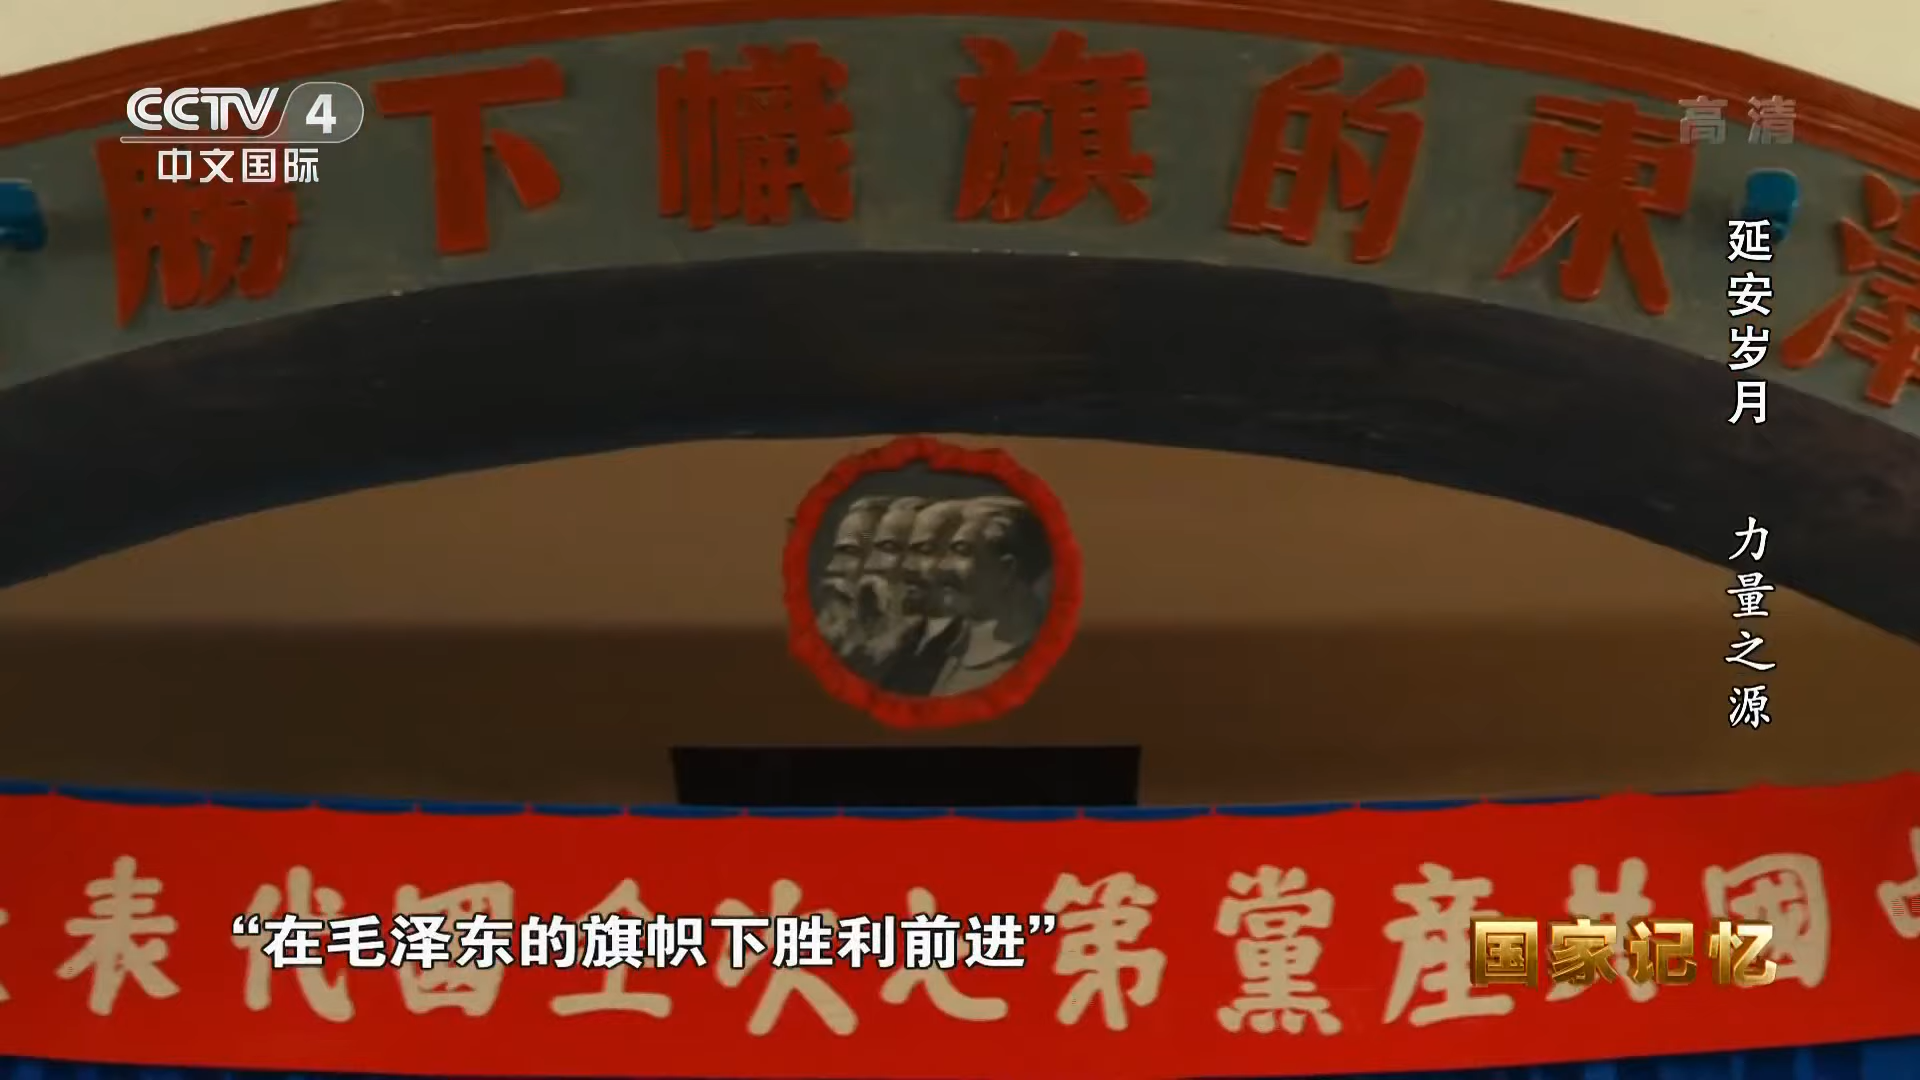 CCTV 4
中文国际
高清
澤東的旗幟下勝
延安岁月 力量之源
國共產黨第七次全國代表
“在毛泽东的旗帜下胜利前进”
国家记忆